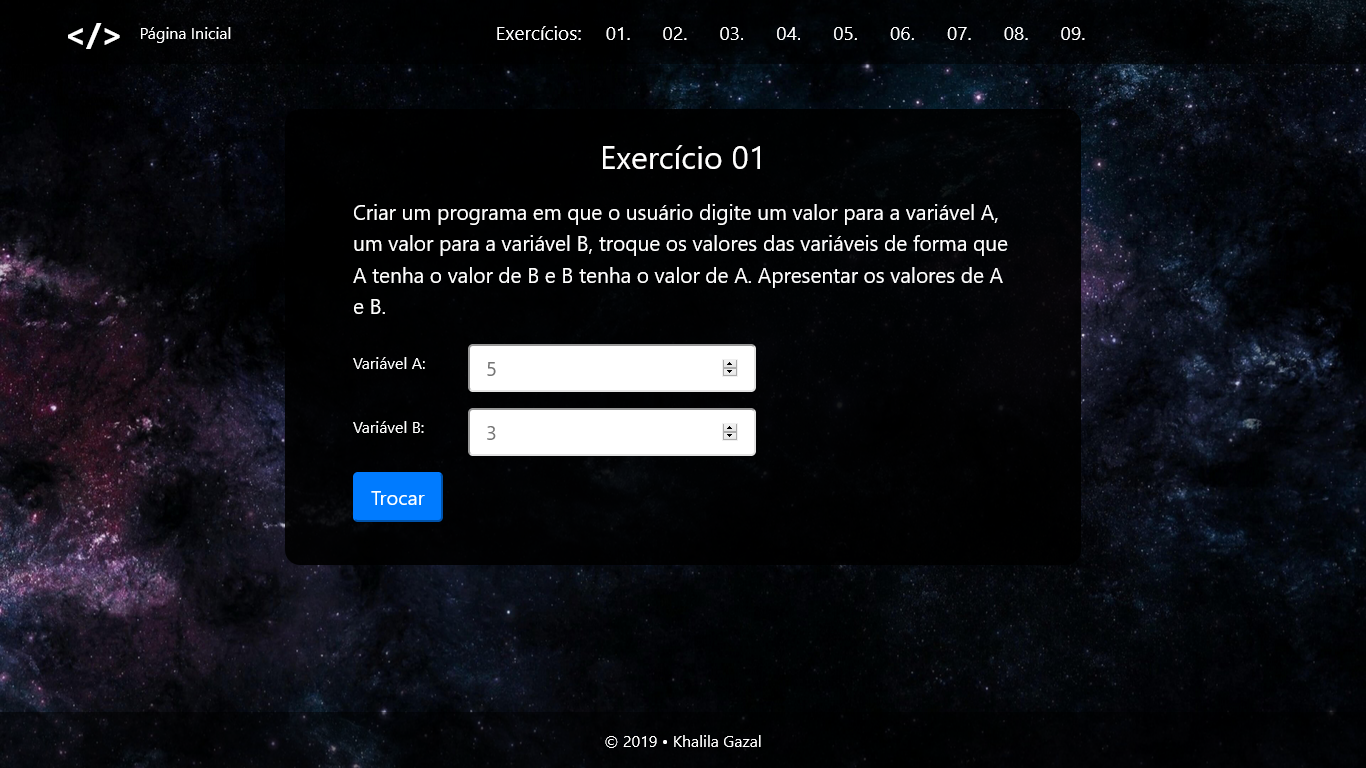 </> Página Inicial Exercícios: 01. 02. 03. 04. 05. 06. 07. 08. 09.
Exercício 01
Criar um programa em que o usuário digite um valor para a variável A,
um valor para a variável B, troque os valores das variáveis de forma que
A tenha o valor de B e B tenha o valor de A. Apresentar os valores de A
e B.
Variável A: 5
Variável B: 3
Trocar
© 2019 • Khalila Gazal